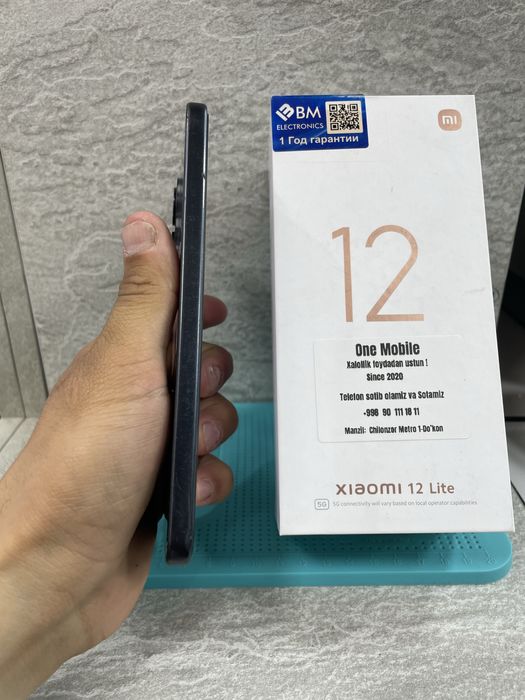 BM
ELECTRONICS
1 Год гарантии
mi
12
One Mobile
Xalollik foydadan ustun !
Since 2020
Telefon sotib olamiz va Sotamiz
+998 90 111 18 11
Manzil: Chilonzor Metro 1-Do'kon
XIAOMI 12 Lite
5G 5G connectivity will vary based on local operator capabilities